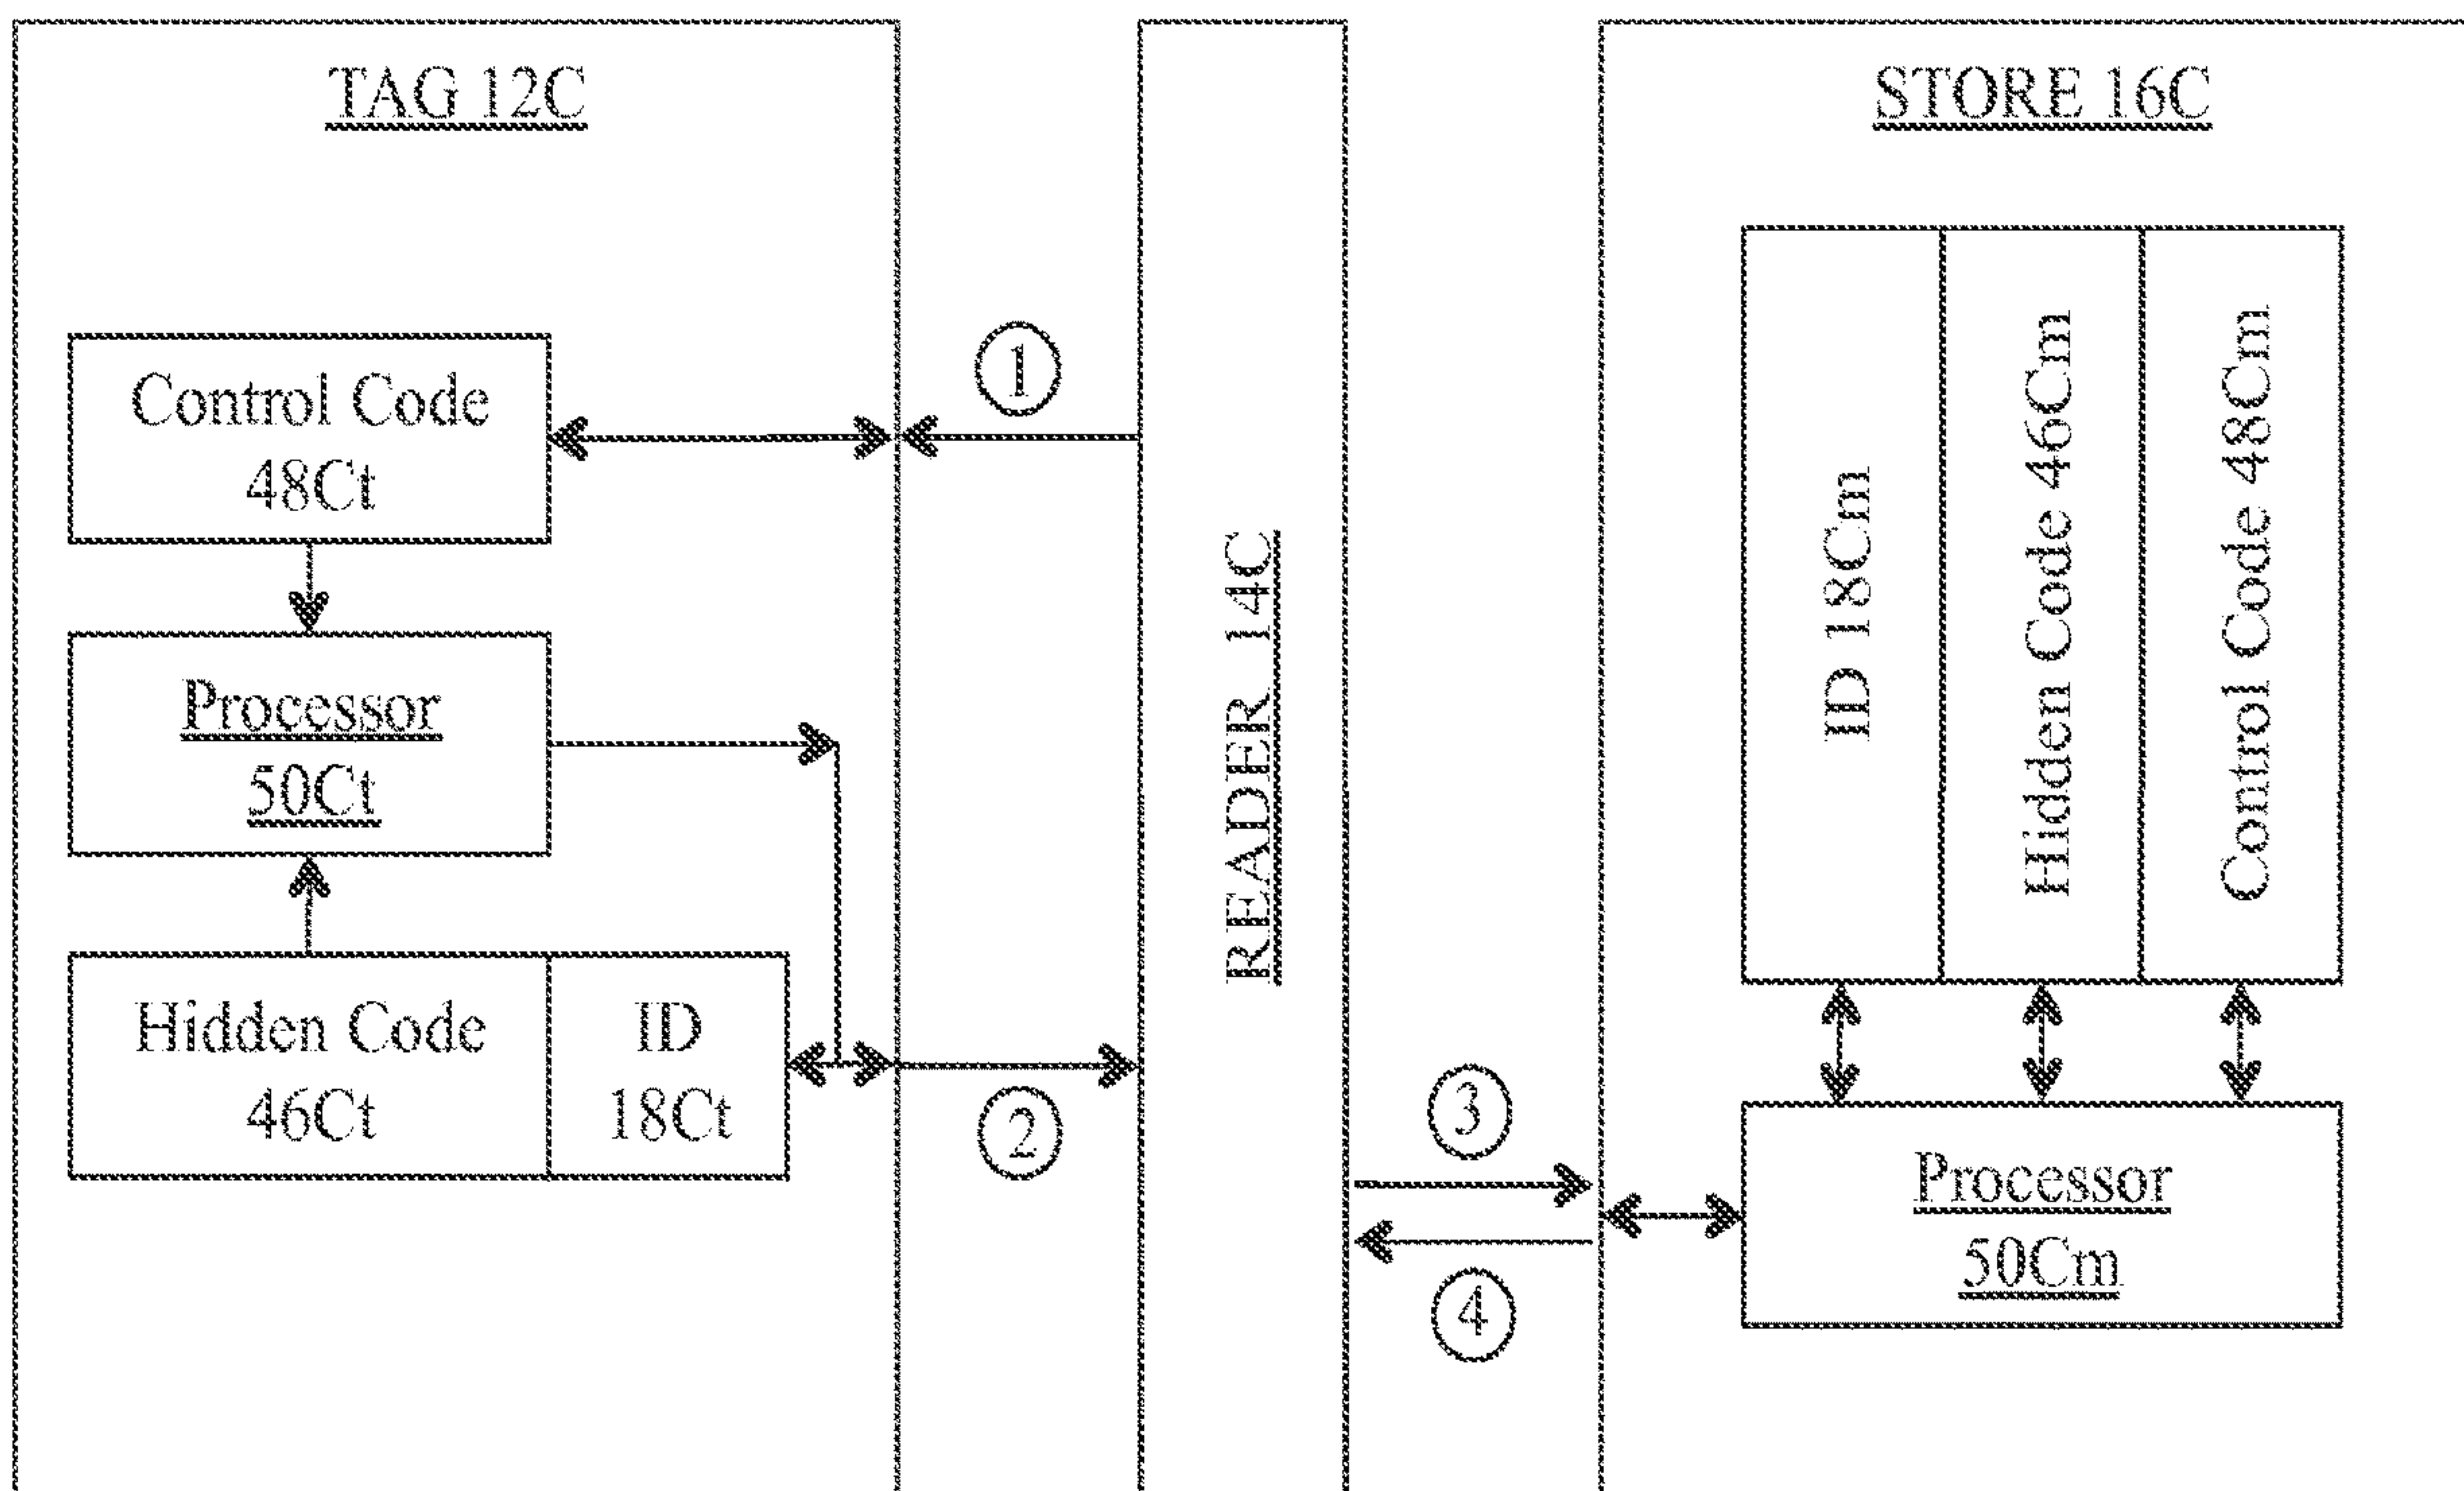 TAG 12C
Control Code
48Ct
Processor
50Ct
Hidden Code
46Ct
ID
18Ct
1
2
READER 14C
3
4
STORE 16C
ID 18Cm
Hidden Code 46Cm
Control Code 48Cm
Processor
50Cm